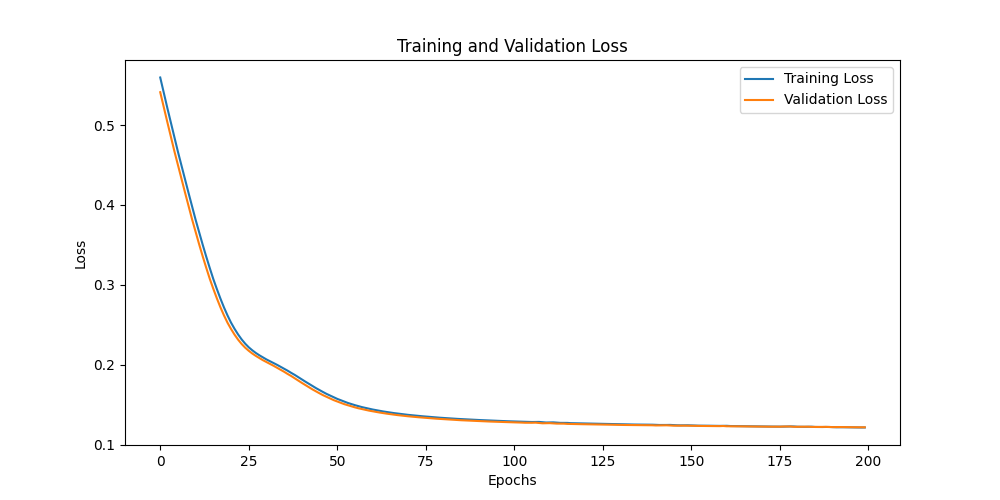 Training and Validation Loss
Training Loss
Validation Loss
Loss
0.5
0.4
0.3
0.2
0.1
0 25 50 75 100 125 150 175 200
Epochs